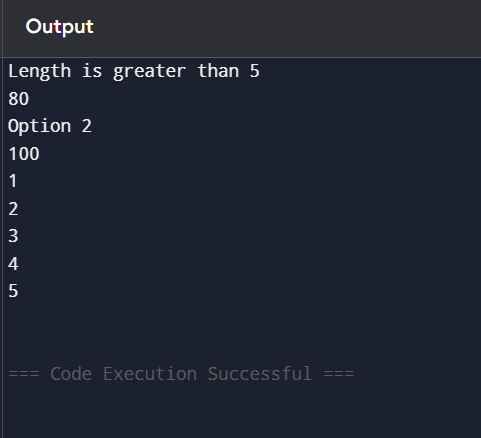 Output
Length is greater than 5
80
Option 2
100
1
2
3
4
5
=== Code Execution Successful ===